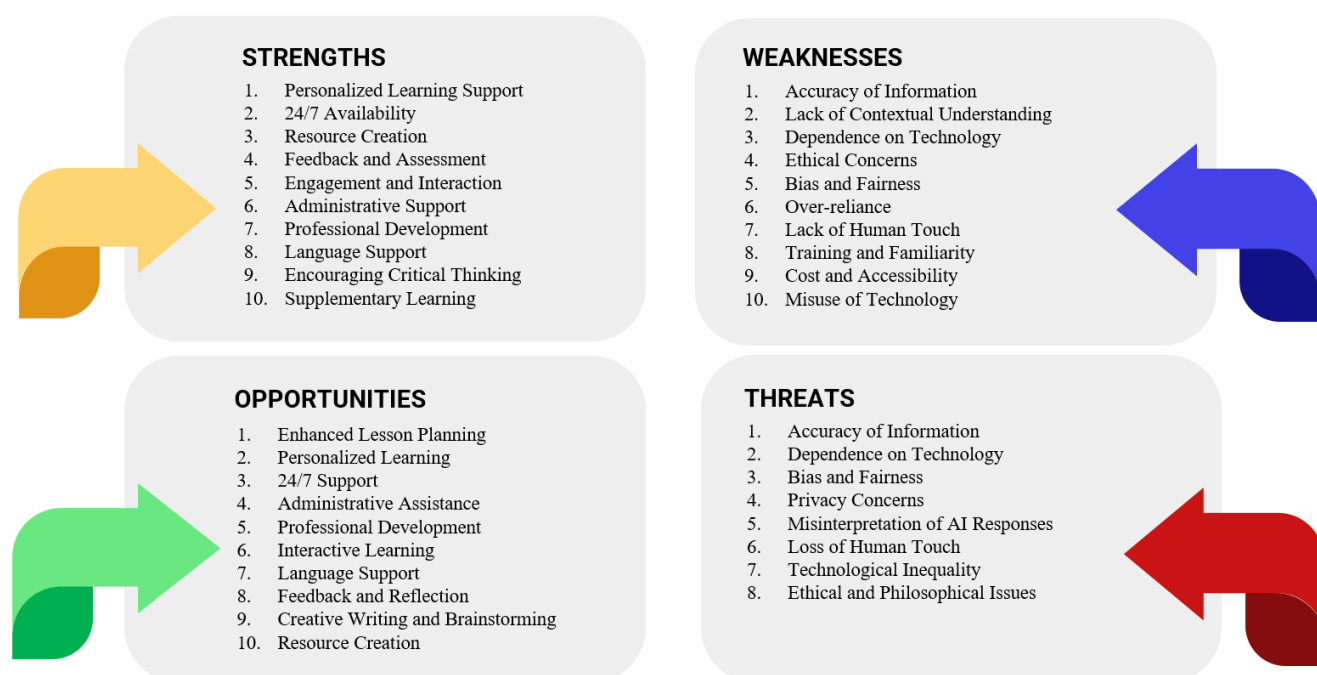 STRENGTHS
1. Personalized Learning Support
2. 24/7 Availability
3. Resource Creation
4. Feedback and Assessment
5. Engagement and Interaction
6. Administrative Support
7. Professional Development
8. Language Support
9. Encouraging Critical Thinking
10. Supplementary Learning
WEAKNESSES
1. Accuracy of Information
2. Lack of Contextual Understanding
3. Dependence on Technology
4. Ethical Concerns
5. Bias and Fairness
6. Over-reliance
7. Lack of Human Touch
8. Training and Familiarity
9. Cost and Accessibility
10. Misuse of Technology
OPPORTUNITIES
1. Enhanced Lesson Planning
2. Personalized Learning
3. 24/7 Support
4. Administrative Assistance
5. Professional Development
6. Interactive Learning
7. Language Support
8. Feedback and Reflection
9. Creative Writing and Brainstorming
10. Resource Creation
THREATS
1. Accuracy of Information
2. Dependence on Technology
3. Bias and Fairness
4. Privacy Concerns
5. Misinterpretation of AI Responses
6. Loss of Human Touch
7. Technological Inequality
8. Ethical and Philosophical Issues